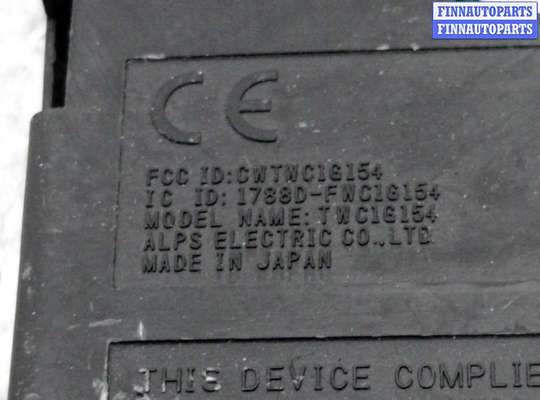 FINNAUTOPARTS
FINNAUTOPARTS
CE
FCC ID:CWTWC1G154
IC ID: 1788D-FWC1G154
MODEL NAME: TWC1G154
ALPS ELECTRIC CO.,LTD
MADE IN JAPAN
THIS DEVICE COMPLIE